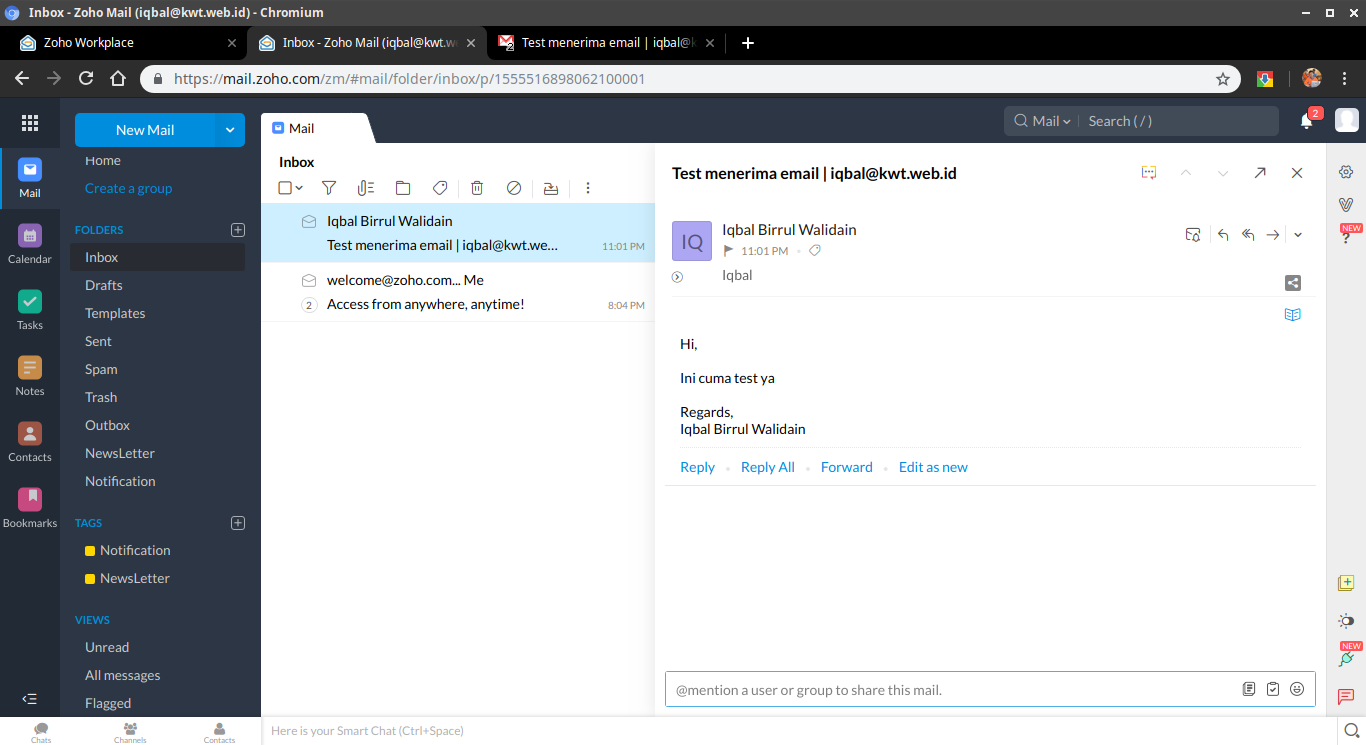 Inbox - Zoho Mail (iqbal@kwt.web.id) - Chromium
Zoho Workplace
Inbox - Zoho Mail (iqbal@kwt.w
2
Test menerima email | iqbal@k
https://mail.zoho.com/zm/#mail/folder/inbox/p/1555516898062100001
New Mail
Mail
Mail
Search ( / )
2
Mail
Calendar
Tasks
Notes
Contacts
Bookmarks
Home
Create a group
FOLDERS
Inbox
Drafts
Templates
Sent
Spam
Trash
Outbox
NewsLetter
Notification
TAGS
Notification
NewsLetter
VIEWS
Unread
All messages
Flagged
Inbox
Iqbal Birrul Walidain
Test menerima email | iqbal@kwt.we...
11:01 PM
welcome@zoho.com... Me
2
Access from anywhere, anytime!
8:04 PM
Test menerima email | iqbal@kwt.web.id
IQ
Iqbal Birrul Walidain
11:01 PM
Iqbal
Hi,
Ini cuma test ya
Regards,
Iqbal Birrul Walidain
Reply
Reply All
Forward
Edit as new
@mention a user or group to share this mail.
NEW
?
NEW
Chats
Channels
Contacts
Here is your Smart Chat (Ctrl+Space)